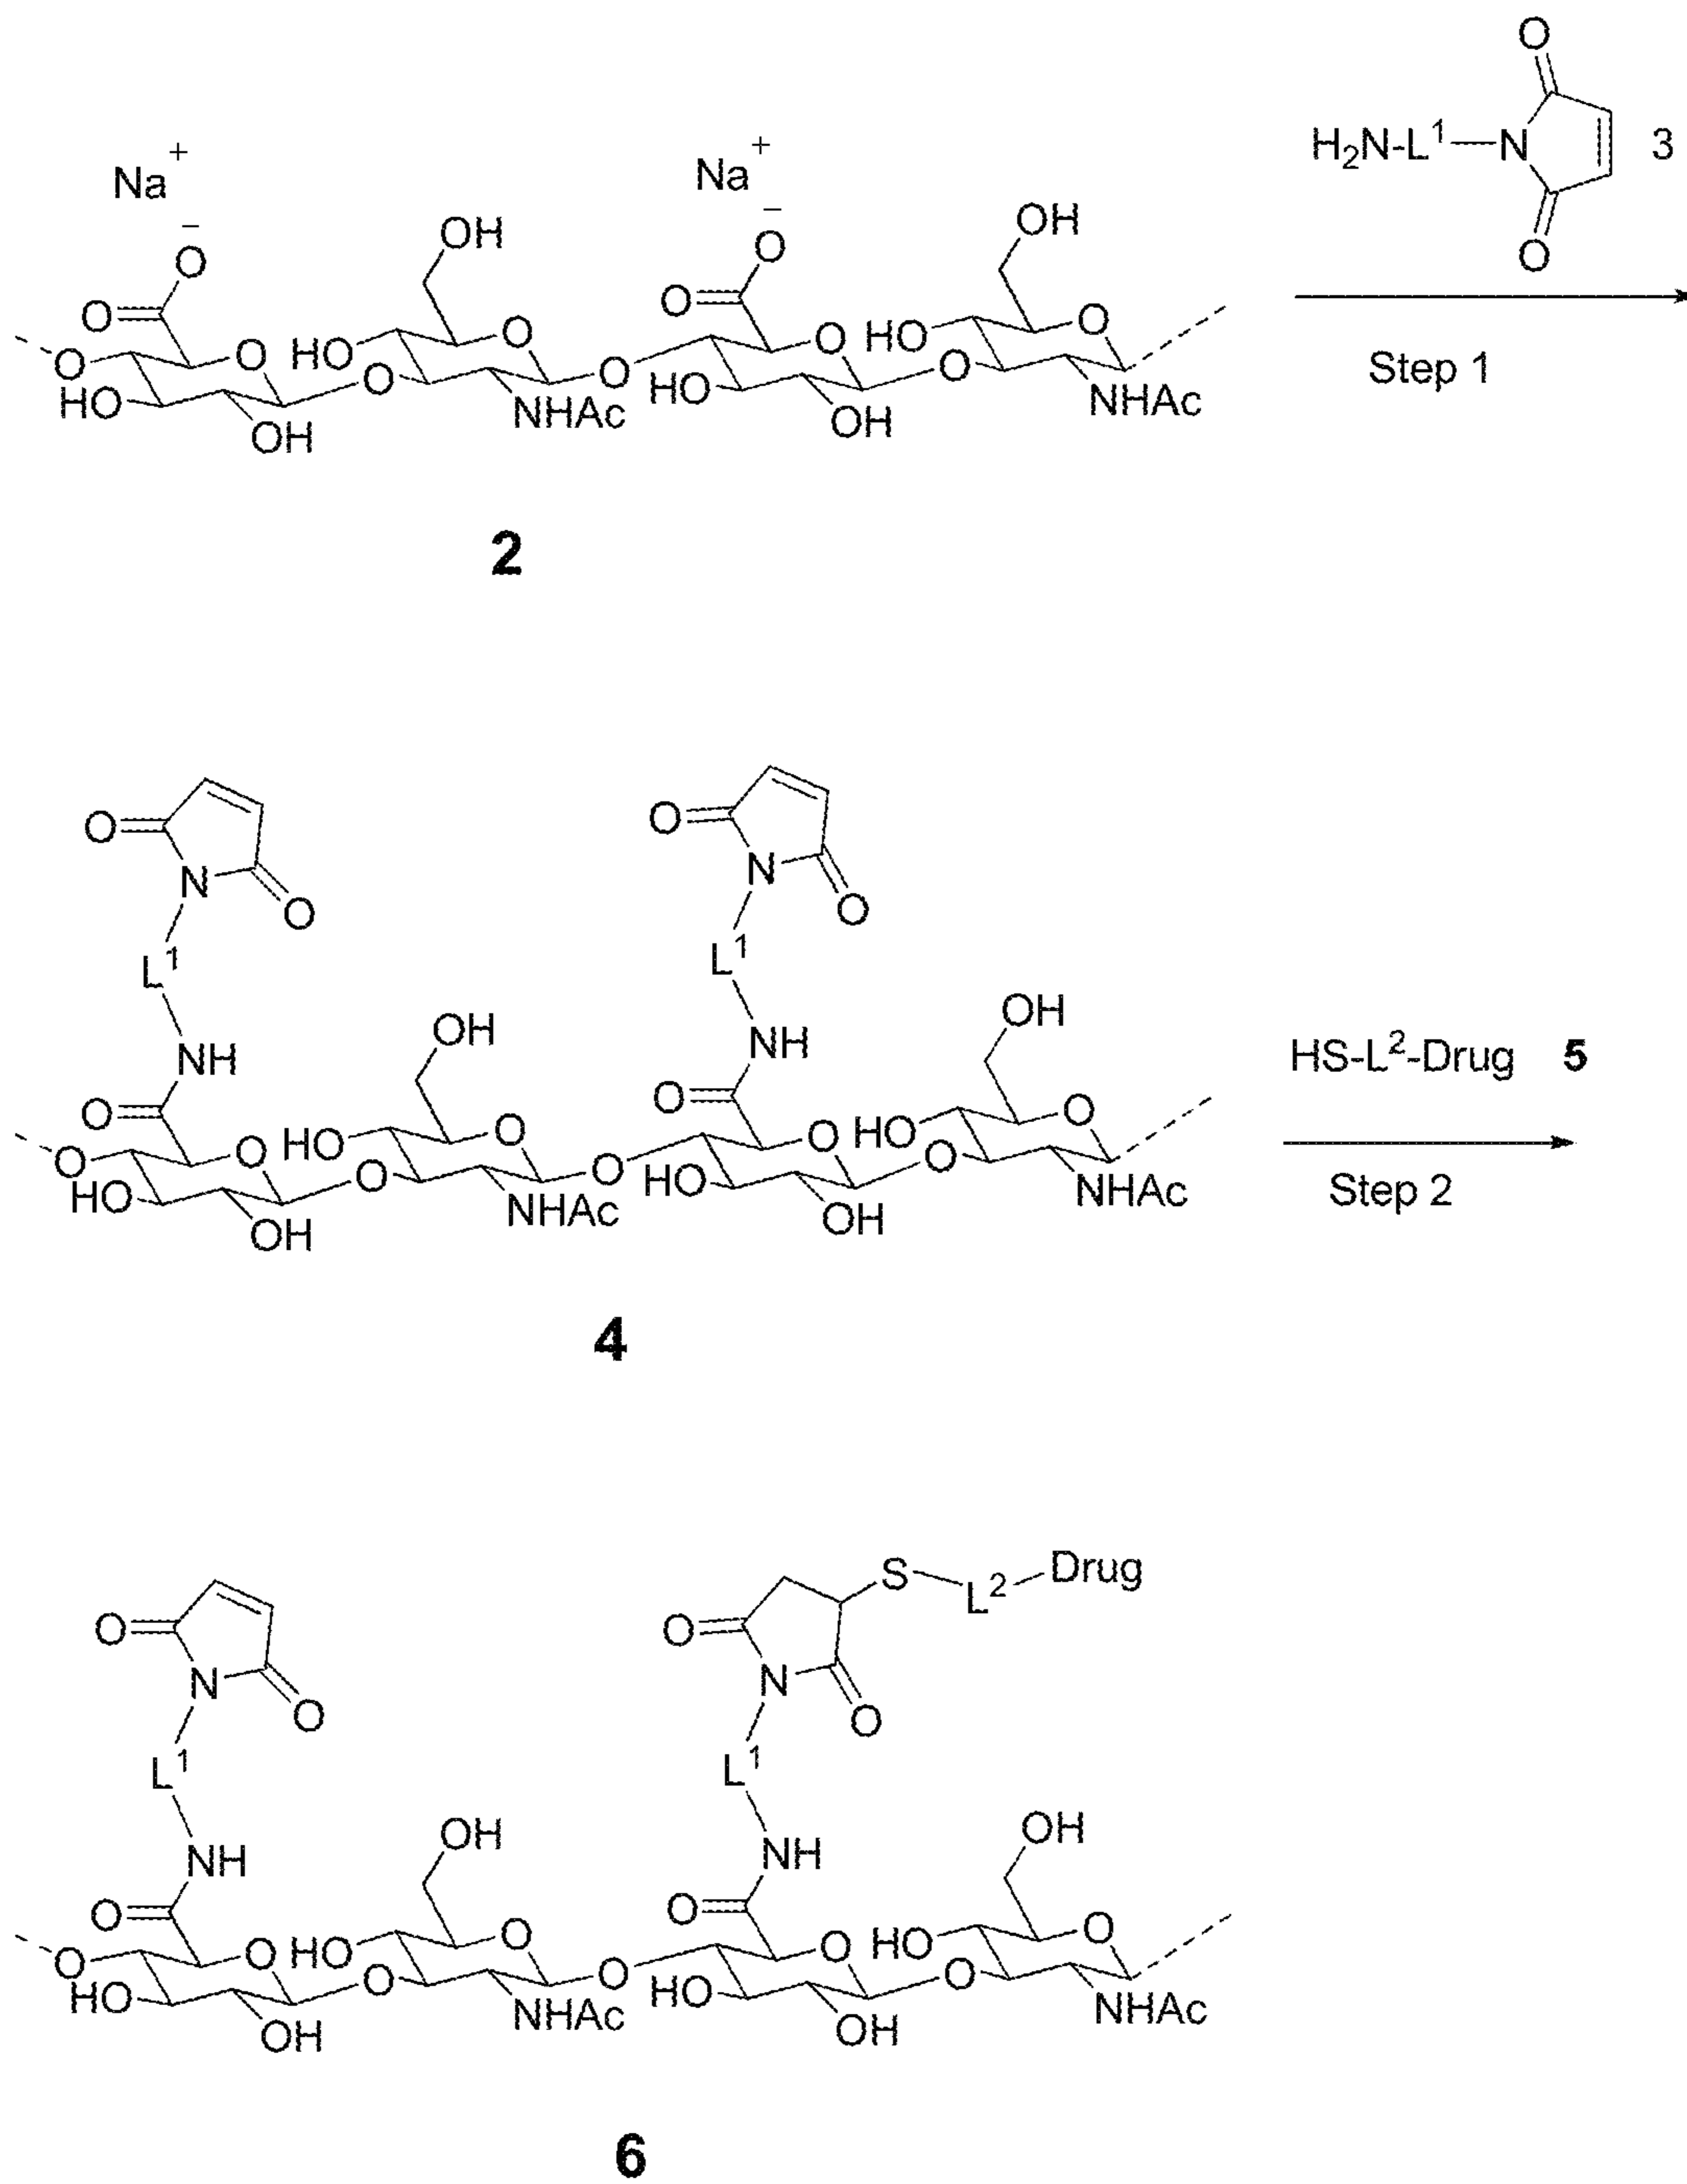 O
H₂N-L¹—N 3
O
Na⁺ Na⁺
O⁻ OH O⁻ OH
O O
O O HO O O O HO O
HO OH O NHAc O HO OH O NHAc
Step 1
2
O N O O N O
L¹ L¹
NH OH NH OH
HS-L²-Drug 5
O O
O O HO O O O HO O
HO OH O NHAc O HO OH O NHAc
Step 2
4
O N O O N O S L² Drug
L¹ L¹
NH OH NH OH
O O
O O HO O O O HO O
HO OH O NHAc O HO OH O NHAc
6